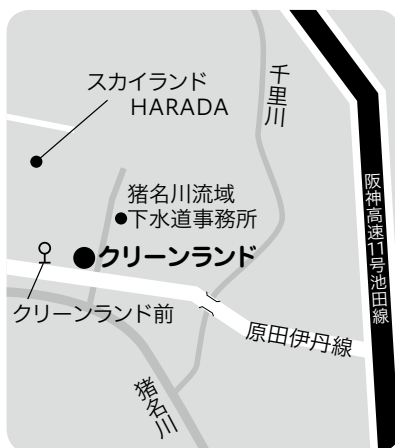 スカイランド
HARADA
千里川
猪名川流域
下水道事務所
クリーンランド
クリーンランド前
原田伊丹線
阪神高速11号池田線
猪名川